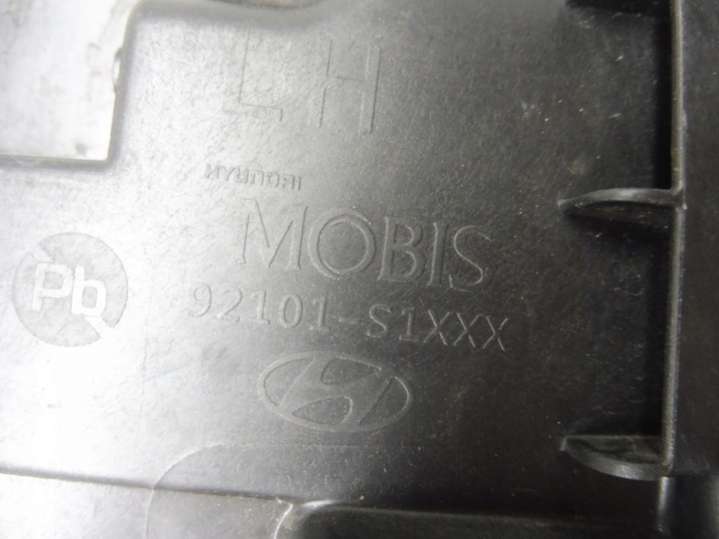 LH
HYUNDAI
MOBIS
Pb
92101-S1XXX